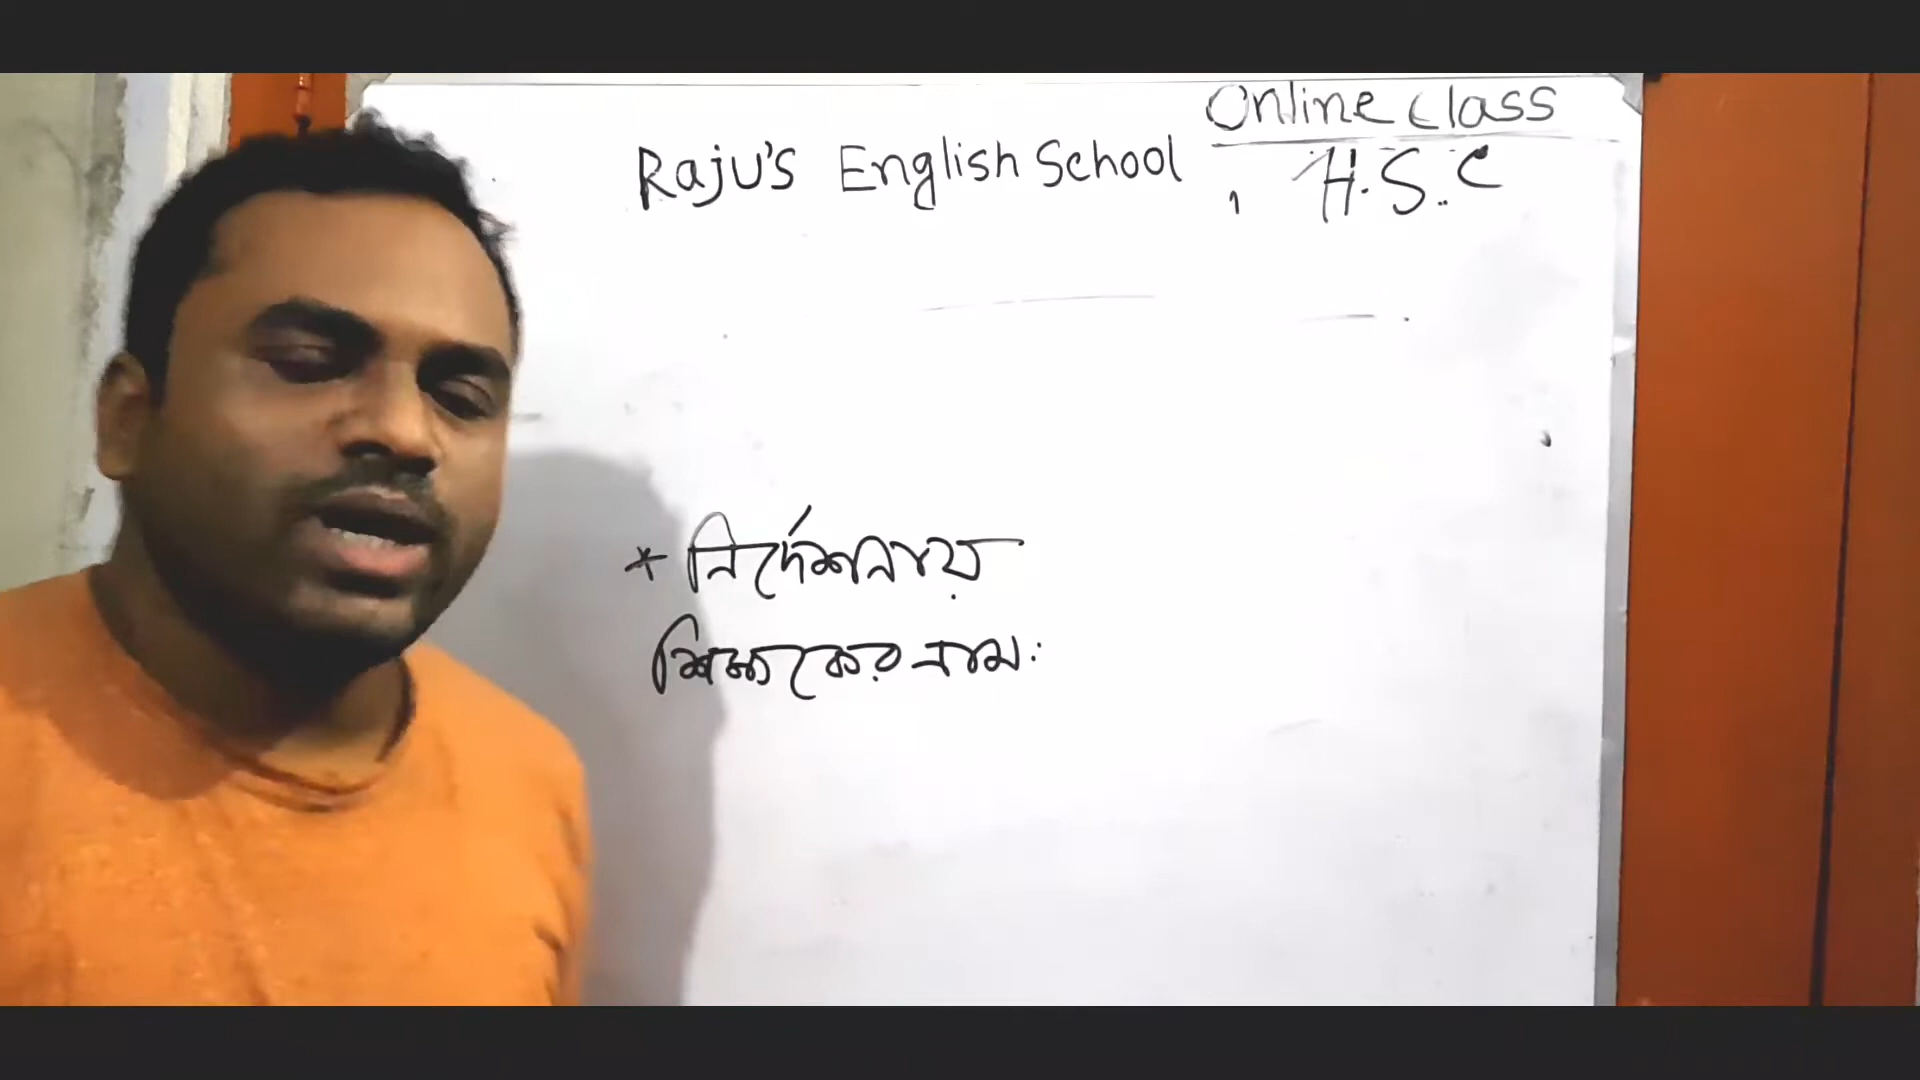 Online Class
Raju's English School
H.S.C
* নির্দেশনায়
শিক্ষকের নাম: